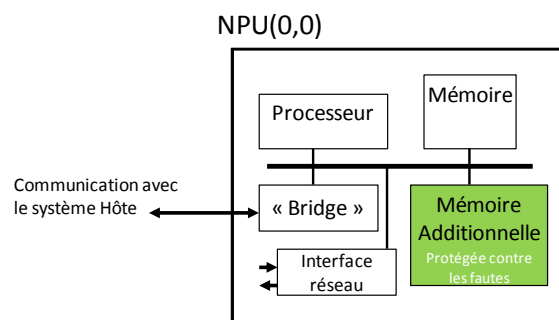 NPU(0,0)
Processeur
Mémoire
Communication avec
le système Hôte
« Bridge »
Mémoire
Additionnelle
Protégée contre
les fautes
Interface
réseau